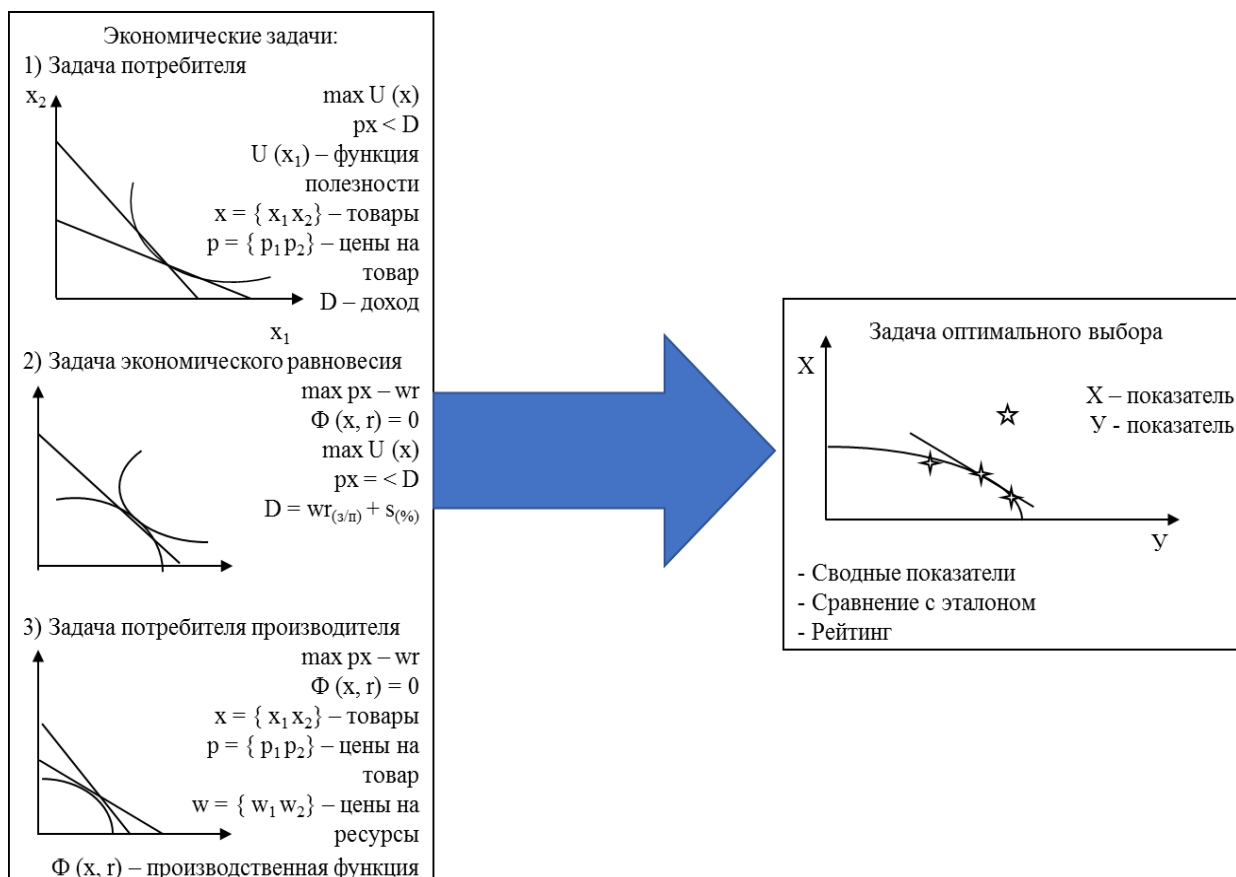 Экономические задачи:
1) Задача потребителя
x₂
max U (x)
px < D
U (x₁) – функция
полезности
x = { x₁ x₂} – товары
p = { p₁ p₂} – цены на
товар
D – доход
x₁
2) Задача экономического равновесия
max px – wr
Ф (x, r) = 0
max U (x)
px = < D
D = wr₍з/п₎ + s₍%₎
3) Задача потребителя производителя
max px – wr
Ф (x, r) = 0
x = { x₁ x₂} – товары
p = { p₁ p₂} – цены на
товар
w = { w₁ w₂} – цены на
ресурсы
Ф (x, r) – производственная функция
Задача оптимального выбора
X
X – показатель
У - показатель
У
- Сводные показатели
- Сравнение с эталоном
- Рейтинг